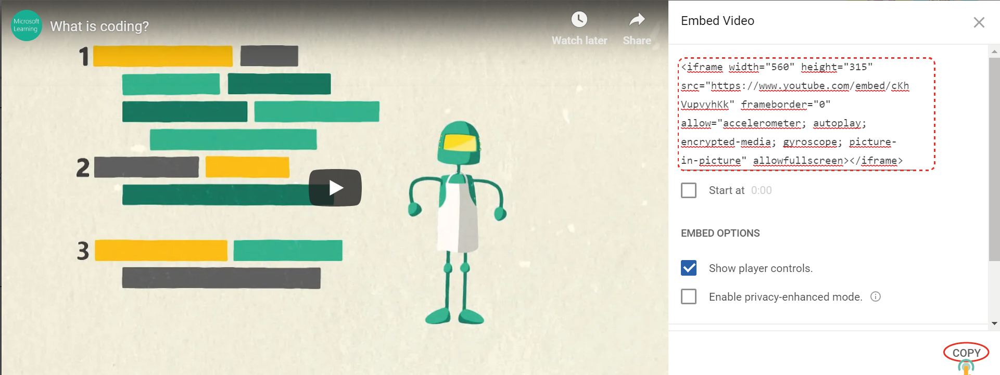 Microsoft
Learning
What is coding?
Watch later
Share
1
2
3
Embed Video
<iframe width="560" height="315"
src="https://www.youtube.com/embed/cKh
VupvyhKk" frameborder="0"
allow="accelerometer; autoplay;
encrypted-media; gyroscope; picture-
in-picture" allowfullscreen></iframe>
Start at 0:00
EMBED OPTIONS
Show player controls.
Enable privacy-enhanced mode.
COPY